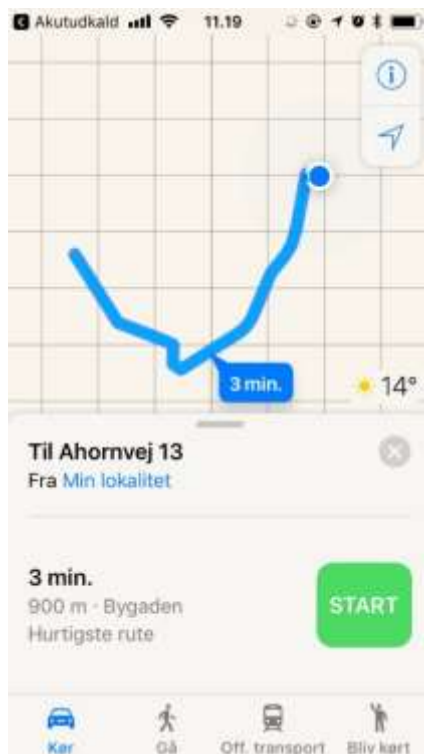 Akutudkald 11.19
3 min.
14°
Til Ahornvej 13
Fra Min lokalitet
3 min.
900 m · Bygaden
START
Hurtigste rute
Kør Gå Off. transport Bliv kørt